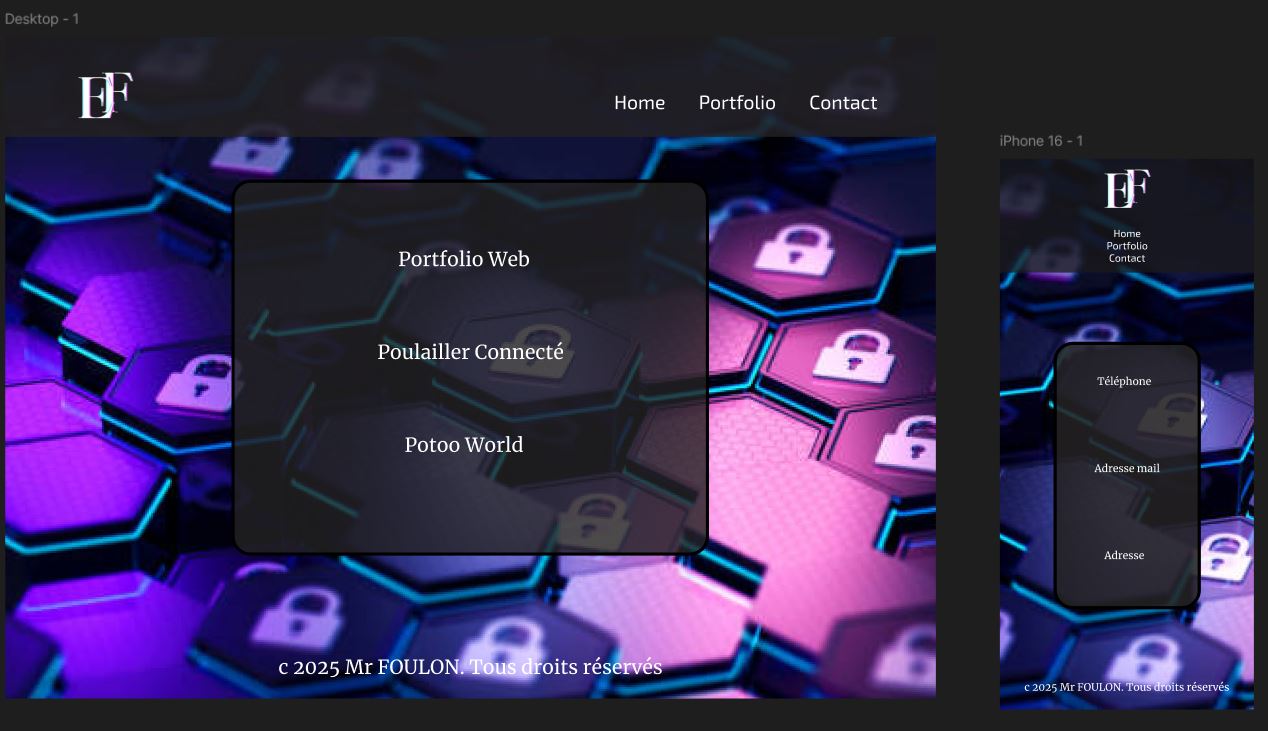 Desktop - 1
EF
Home Portfolio Contact
Portfolio Web
Poulailler Connecté
Potoo World
c 2025 Mr FOULON. Tous droits réservés
iPhone 16 - 1
EF
Home
Portfolio
Contact
Téléphone
Adresse mail
Adresse
c 2025 Mr FOULON. Tous droits réservés